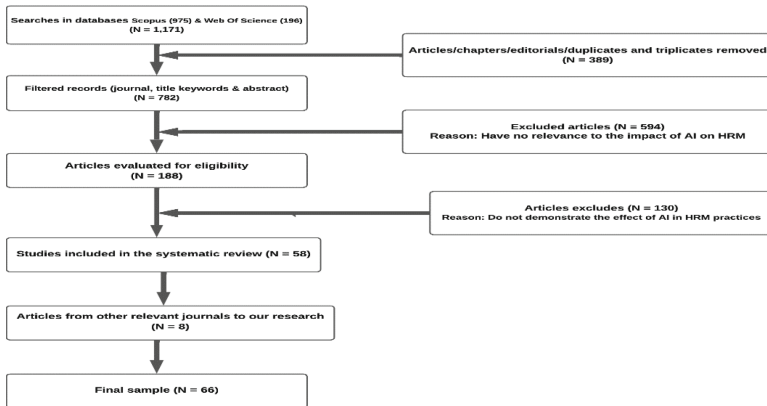 Searches in databases Scopus (975) & Web Of Science (196)
(N = 1,171)
Articles/chapters/editorials/duplicates and triplicates removed
(N = 389)
Filtered records (journal, title keywords & abstract)
(N = 782)
Excluded articles (N = 594)
Reason: Have no relevance to the impact of AI on HRM
Articles evaluated for eligibility
(N = 188)
Articles excludes (N = 130)
Reason: Do not demonstrate the effect of AI in HRM practices
Studies included in the systematic review (N = 58)
Articles from other relevant journals to our research
(N = 8)
Final sample (N = 66)